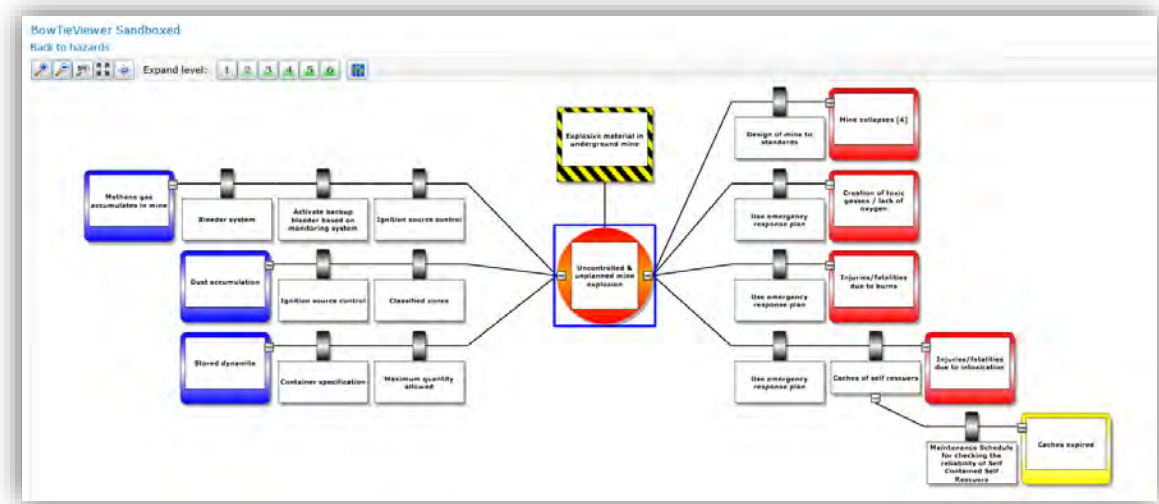 BowTieViewer Sandboxed
Back to hazards
Expand level:
1 2 3 4 5 6
Explosive material in
underground mine
Methane gas
accumulates in mine
Bleeder system
Activate backup
bleeder based on
monitoring system
Ignition source control
Dust accumulation
Ignition source control
Classified zones
Stored dynamite
Container specification
Maximum quantity
allowed
Uncontrolled &
unplanned mine
explosion
Design of mine to
standards
Mine collapses [4]
Use emergency
response plan
Creation of toxic
gasses / lack of
oxygen
Use emergency
response plan
Injuries/fatalities
due to burns
Use emergency
response plan
Caches of self rescuers
Injuries/fatalities
due to intoxication
Maintenance Schedule
for checking the
reliability of Self
Contained Self
Rescuers
Caches expired